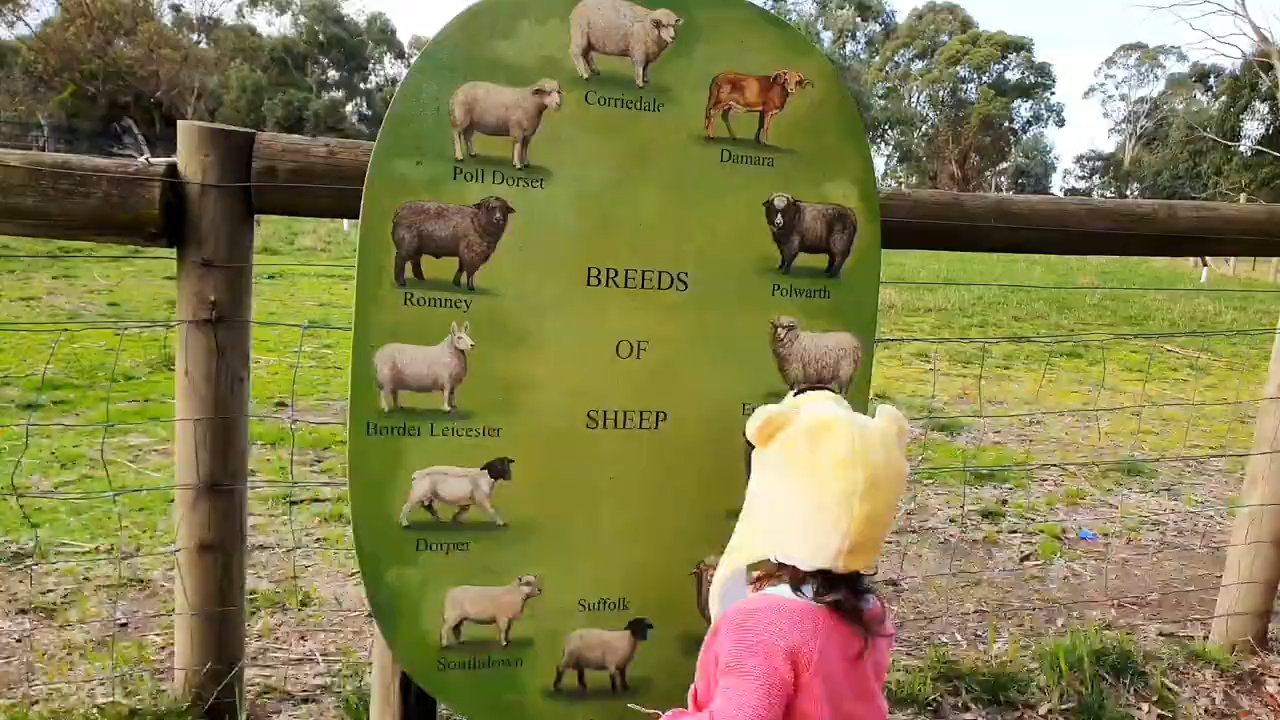 Corriedale
Poll Dorset
Damara
Romney
Polwarth
BREEDS
OF
SHEEP
Border Leicester
Dorper
Southdown
Suffolk